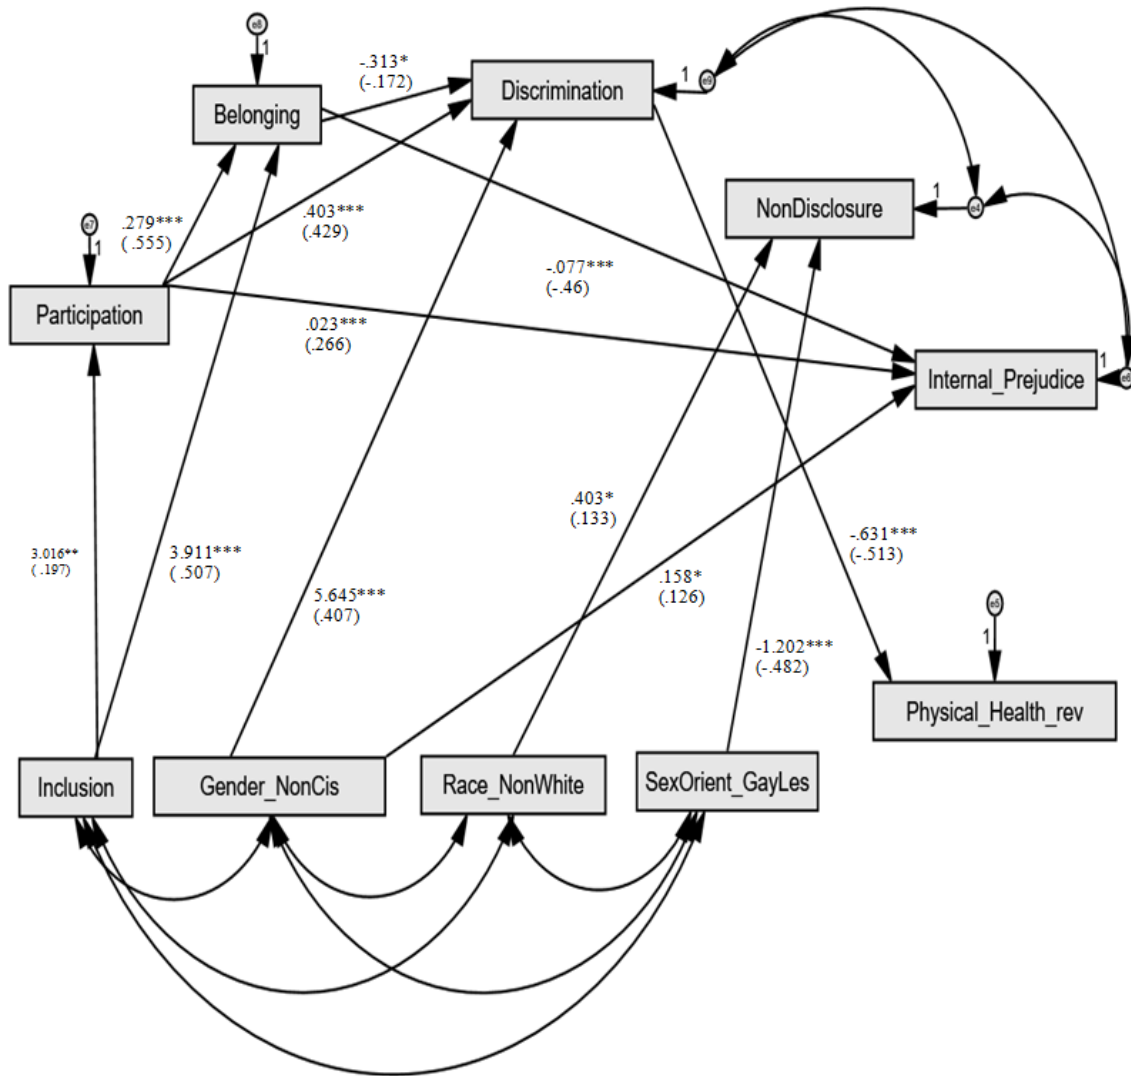 e8
1
-.313*
(-.172)
Belonging
Discrimination
1
e9
e7
1
.279***
( .555)
.403***
(.429)
NonDisclosure
1
e4
-.077***
(-.46)
Participation
.023***
(.266)
Internal_Prejudice
1
e6
3.016**
( .197)
3.911***
( .507)
5.645***
(.407)
.403*
(.133)
.158*
(.126)
-.631***
(-.513)
-1.202***
(-.482)
e5
1
Physical_Health_rev
Inclusion
Gender_NonCis
Race_NonWhite
SexOrient_GayLes